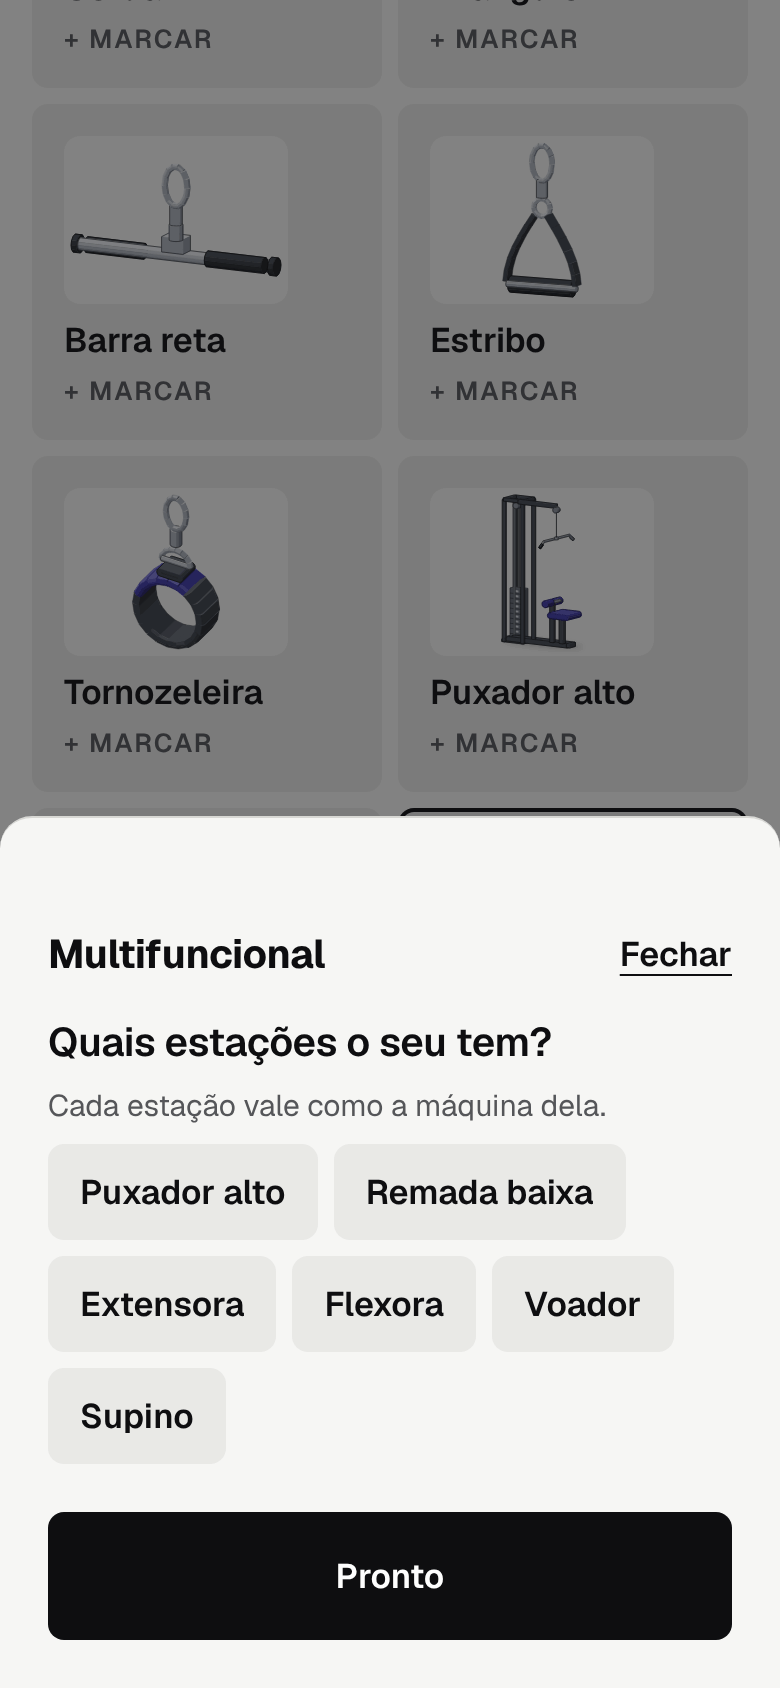 + MARCAR
+ MARCAR
Barra reta
Estribo
+ MARCAR
+ MARCAR
Tornozeleira
Puxador alto
+ MARCAR
+ MARCAR
Multifuncional
Fechar
Quais estações o seu tem?
Cada estação vale como a máquina dela.
Puxador alto
Remada baixa
Extensora
Flexora
Voador
Supino
Pronto